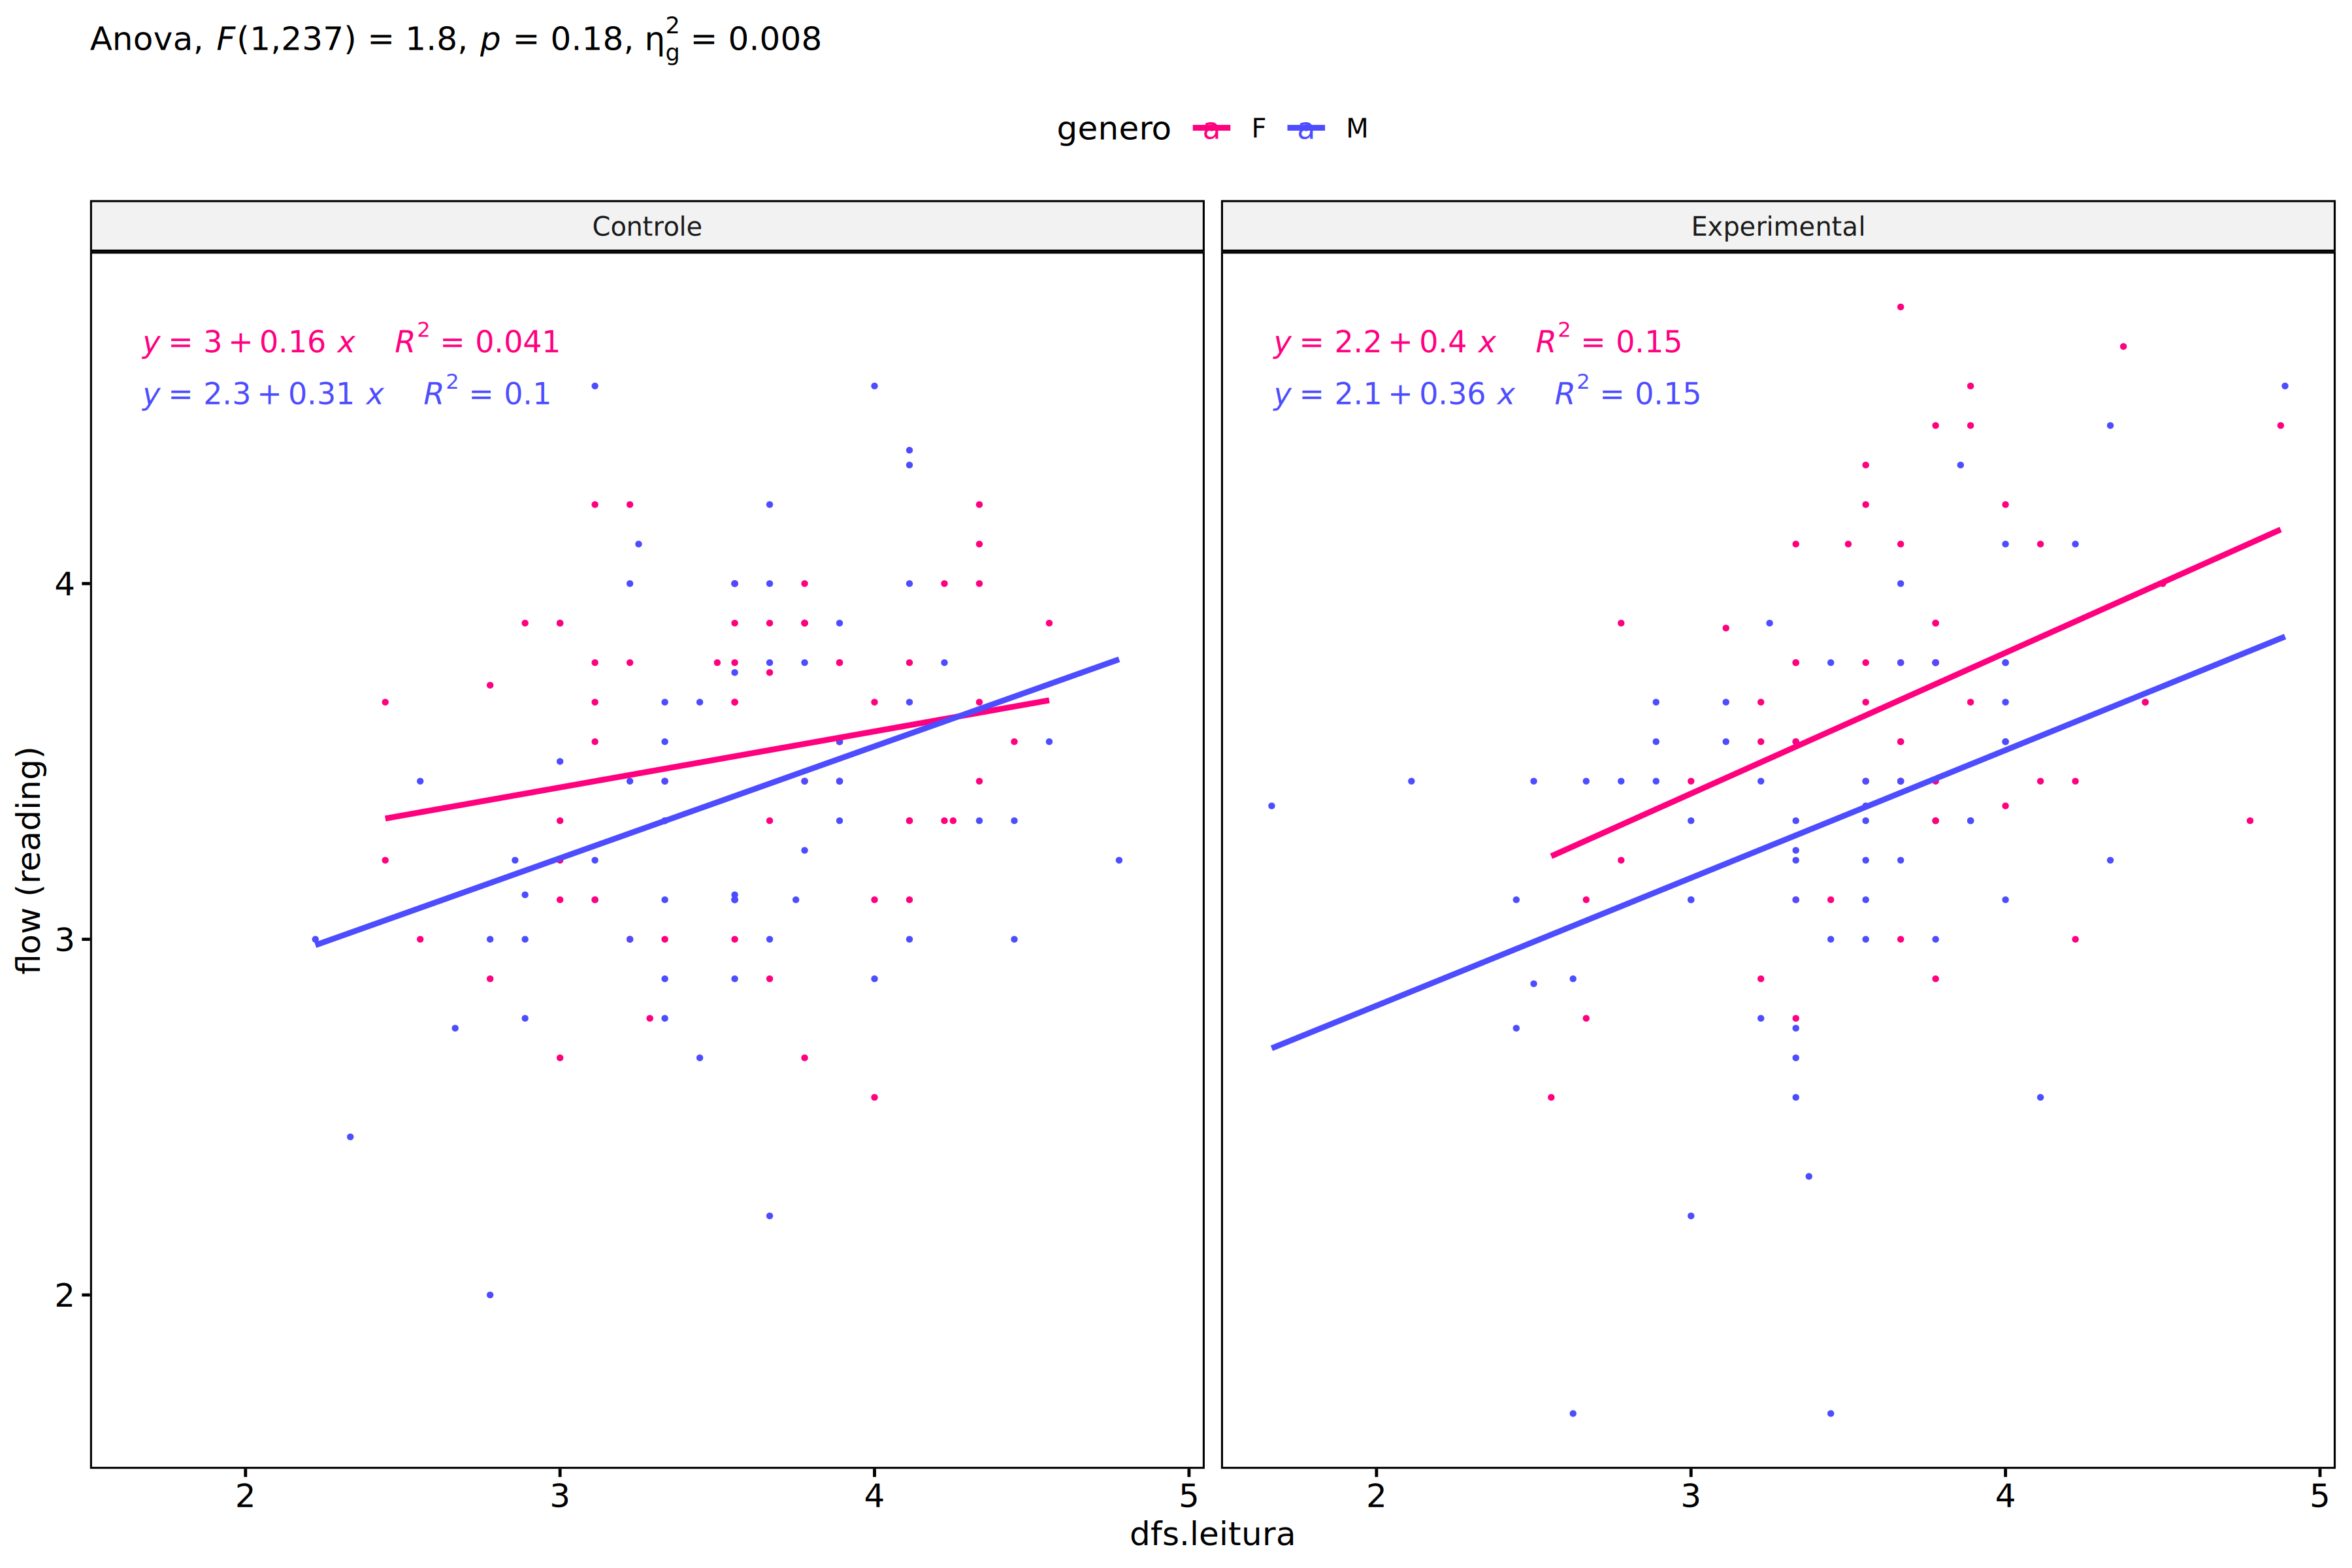 Anova, F(1,237) = 1.8, p = 0.18, η²g = 0.008
genero a F a M
Controle
Experimental
y = 3 + 0.16 x R² = 0.041
y = 2.3 + 0.31 x R² = 0.1
y = 2.2 + 0.4 x R² = 0.15
y = 2.1 + 0.36 x R² = 0.15
flow (reading)
4
3
2
2 3 4 5
2 3 4 5
dfs.leitura